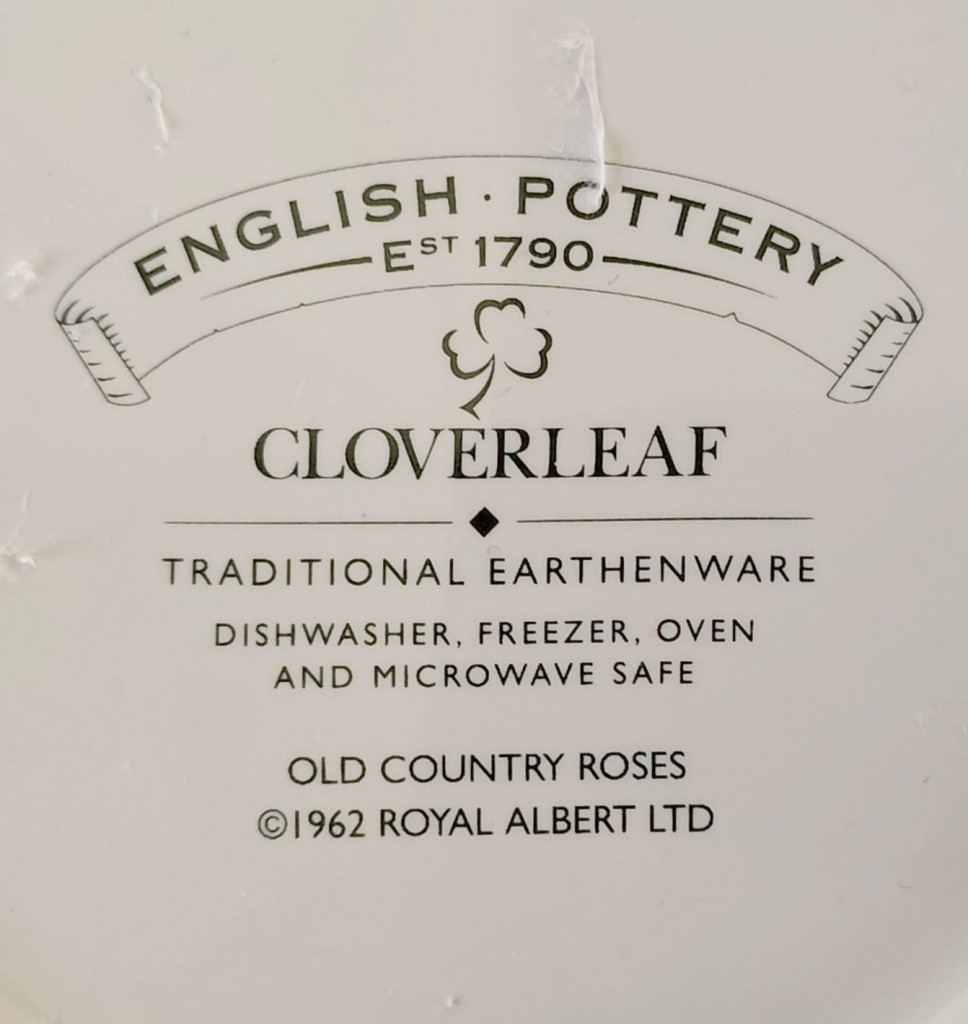 ENGLISH · POTTERY
EST 1790
CLOVERLEAF
TRADITIONAL EARTHENWARE
DISHWASHER, FREEZER, OVEN
AND MICROWAVE SAFE
OLD COUNTRY ROSES
©1962 ROYAL ALBERT LTD